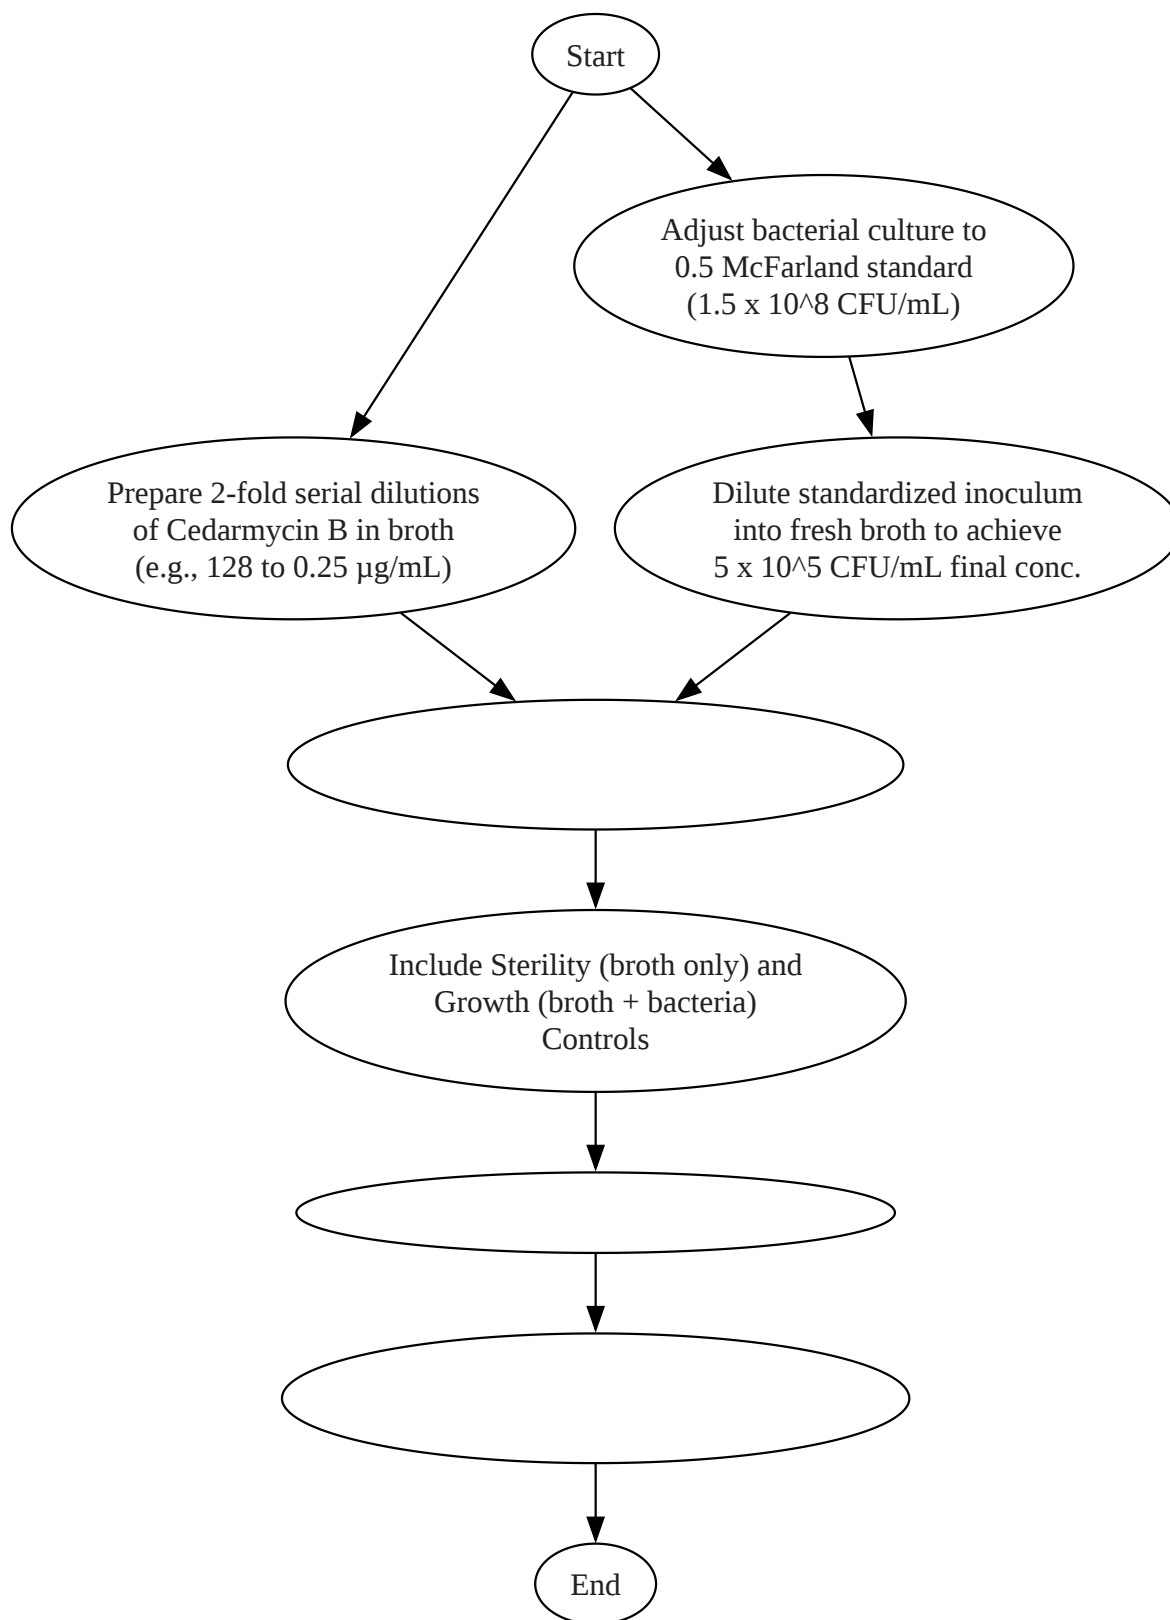 Start
Adjust bacterial culture to
0.5 McFarland standard
(1.5 x 10^8 CFU/mL)
Prepare 2-fold serial dilutions
of Cedarmycin B in broth
(e.g., 128 to 0.25 µg/mL)
Dilute standardized inoculum
into fresh broth to achieve
5 x 10^5 CFU/mL final conc.
Include Sterility (broth only) and
Growth (broth + bacteria)
Controls
End